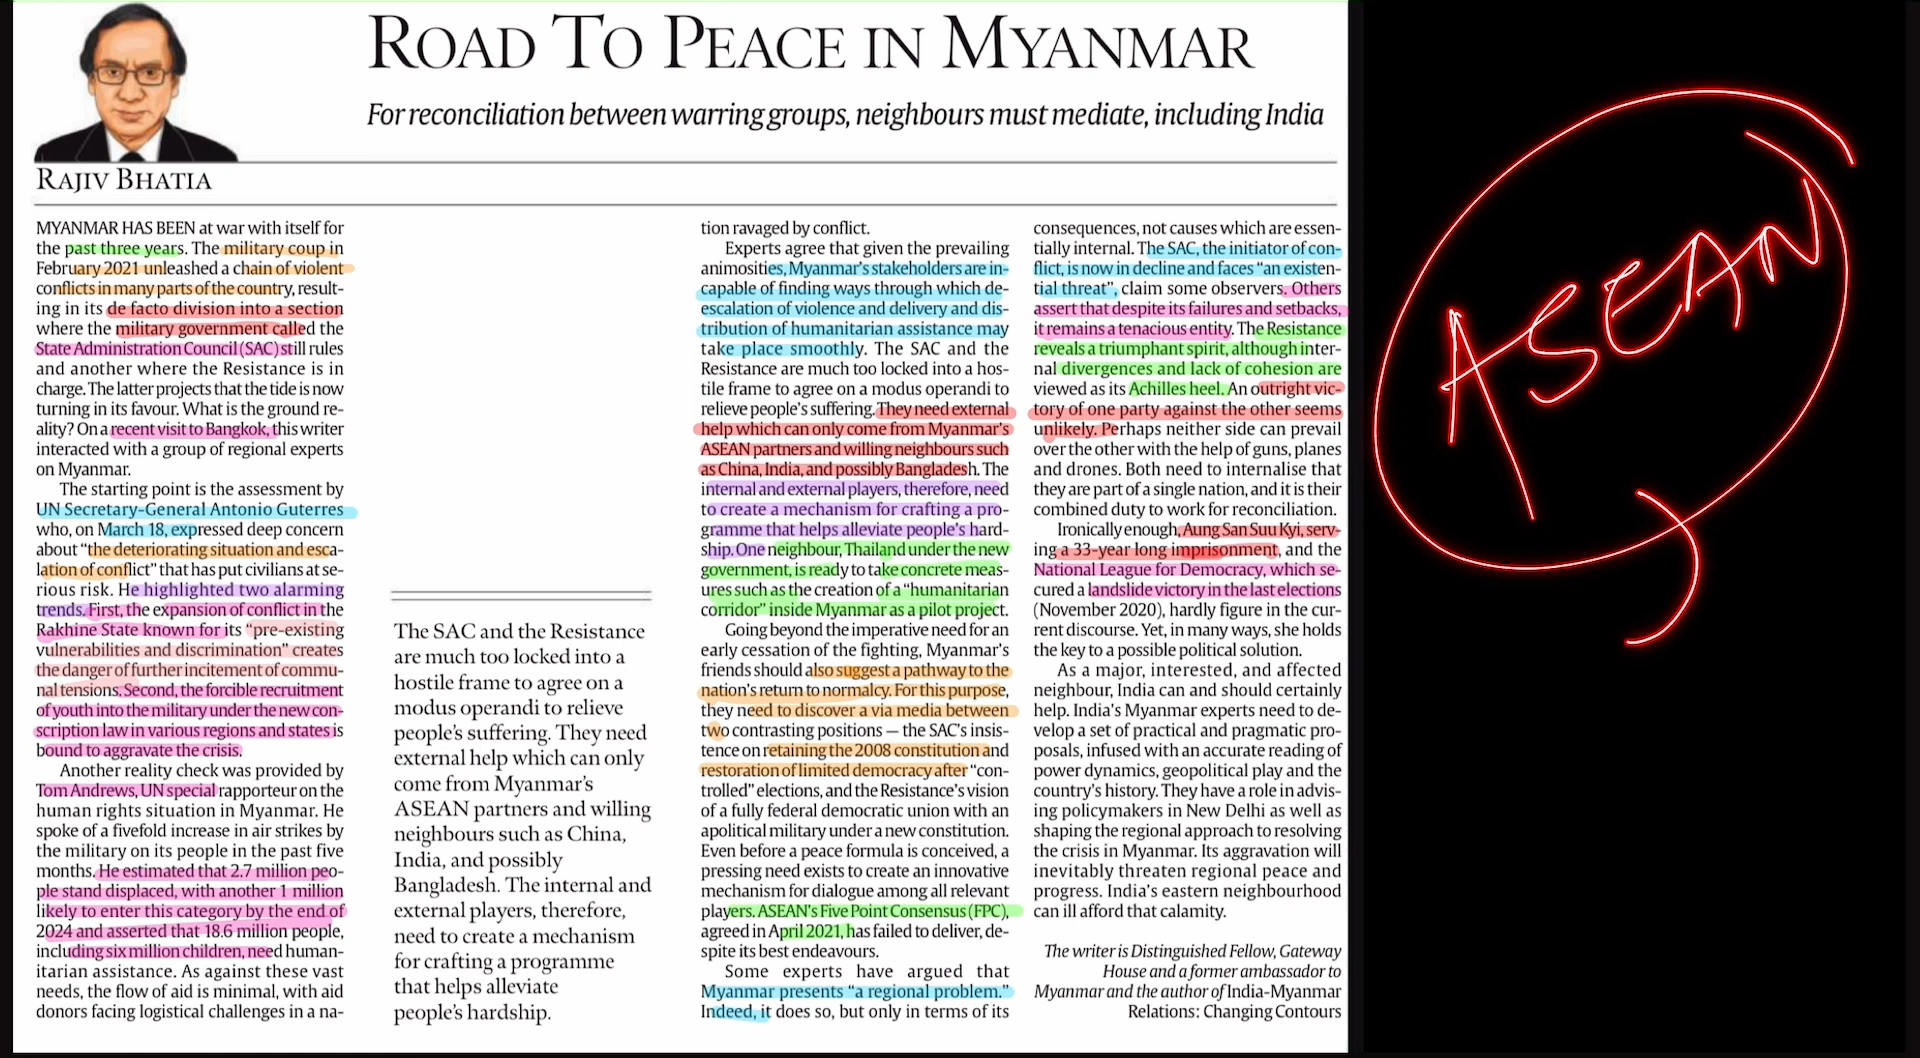 ROAD TO PEACE IN MYANMAR
For reconciliation between warring groups, neighbours must mediate, including India
RAJIV BHATIA
MYANMAR HAS BEEN at war with itself for
the past three years. The military coup in
February 2021 unleashed a chain of violent
conflicts in many parts of the country, result-
ing in its de facto division into a section
where the military government called the
State Administration Council (SAC) still rules
and another where the Resistance is in
charge. The latter projects that the tide is now
turning in its favour. What is the ground re-
ality? On a recent visit to Bangkok, this writer
interacted with a group of regional experts
on Myanmar.
The starting point is the assessment by
UN Secretary-General Antonio Guterres
who, on March 18, expressed deep concern
about “the deteriorating situation and esca-
lation of conflict” that has put civilians at se-
rious risk. He highlighted two alarming
trends. First, the expansion of conflict in the
Rakhine State known for its “pre-existing
vulnerabilities and discrimination” creates
the danger of further incitement of commu-
nal tensions. Second, the forcible recruitment
of youth into the military under the new con-
scription law in various regions and states is
bound to aggravate the crisis.
Another reality check was provided by
Tom Andrews, UN special rapporteur on the
human rights situation in Myanmar. He
spoke of a fivefold increase in air strikes by
the military on its people in the past five
months. He estimated that 2.7 million peo-
ple stand displaced, with another 1 million
likely to enter this category by the end of
2024 and asserted that 18.6 million people,
including six million children, need human-
itarian assistance. As against these vast
needs, the flow of aid is minimal, with aid
donors facing logistical challenges in a na-
The SAC and the Resistance
are much too locked into a
hostile frame to agree on a
modus operandi to relieve
people’s suffering. They need
external help which can only
come from Myanmar’s
ASEAN partners and willing
neighbours such as China,
India, and possibly
Bangladesh. The internal and
external players, therefore,
need to create a mechanism
for crafting a programme
that helps alleviate
people’s hardship.
tion ravaged by conflict.
Experts agree that given the prevailing
animosities, Myanmar’s stakeholders are in-
capable of finding ways through which de-
escalation of violence and delivery and dis-
tribution of humanitarian assistance may
take place smoothly. The SAC and the
Resistance are much too locked into a hos-
tile frame to agree on a modus operandi to
relieve people’s suffering. They need external
help which can only come from Myanmar’s
ASEAN partners and willing neighbours such
as China, India, and possibly Bangladesh. The
internal and external players, therefore, need
to create a mechanism for crafting a pro-
gramme that helps alleviate people’s hard-
ship. One neighbour, Thailand under the new
government, is ready to take concrete meas-
ures such as the creation of a “humanitarian
corridor” inside Myanmar as a pilot project.
Going beyond the imperative need for an
early cessation of the fighting, Myanmar’s
friends should also suggest a pathway to the
nation’s return to normalcy. For this purpose,
they need to discover a via media between
two contrasting positions — the SAC’s insis-
tence on retaining the 2008 constitution and
restoration of limited democracy after “con-
trolled” elections, and the Resistance’s vision
of a fully federal democratic union with an
apolitical military under a new constitution.
Even before a peace formula is conceived, a
pressing need exists to create an innovative
mechanism for dialogue among all relevant
players. ASEAN’s Five Point Consensus (FPC),
agreed in April 2021, has failed to deliver, de-
spite its best endeavours.
Some experts have argued that
Myanmar presents “a regional problem.”
Indeed, it does so, but only in terms of its
consequences, not causes which are essen-
tially internal. The SAC, the initiator of con-
flict, is now in decline and faces “an existen-
tial threat”, claim some observers. Others
assert that despite its failures and setbacks,
it remains a tenacious entity. The Resistance
reveals a triumphant spirit, although inter-
nal divergences and lack of cohesion are
viewed as its Achilles heel. An outright vic-
tory of one party against the other seems
unlikely. Perhaps neither side can prevail
over the other with the help of guns, planes
and drones. Both need to internalise that
they are part of a single nation, and it is their
combined duty to work for reconciliation.
Ironically enough, Aung San Suu Kyi, serv-
ing a 33-year long imprisonment, and the
National League for Democracy, which se-
cured a landslide victory in the last elections
(November 2020), hardly figure in the cur-
rent discourse. Yet, in many ways, she holds
the key to a possible political solution.
As a major, interested, and affected
neighbour, India can and should certainly
help. India’s Myanmar experts need to de-
velop a set of practical and pragmatic pro-
posals, infused with an accurate reading of
power dynamics, geopolitical play and the
country’s history. They have a role in advis-
ing policymakers in New Delhi as well as
shaping the regional approach to resolving
the crisis in Myanmar. Its aggravation will
inevitably threaten regional peace and
progress. India’s eastern neighbourhood
can ill afford that calamity.
The writer is Distinguished Fellow, Gateway
House and a former ambassador to
Myanmar and the author of India-Myanmar
Relations: Changing Contours
ASEAN